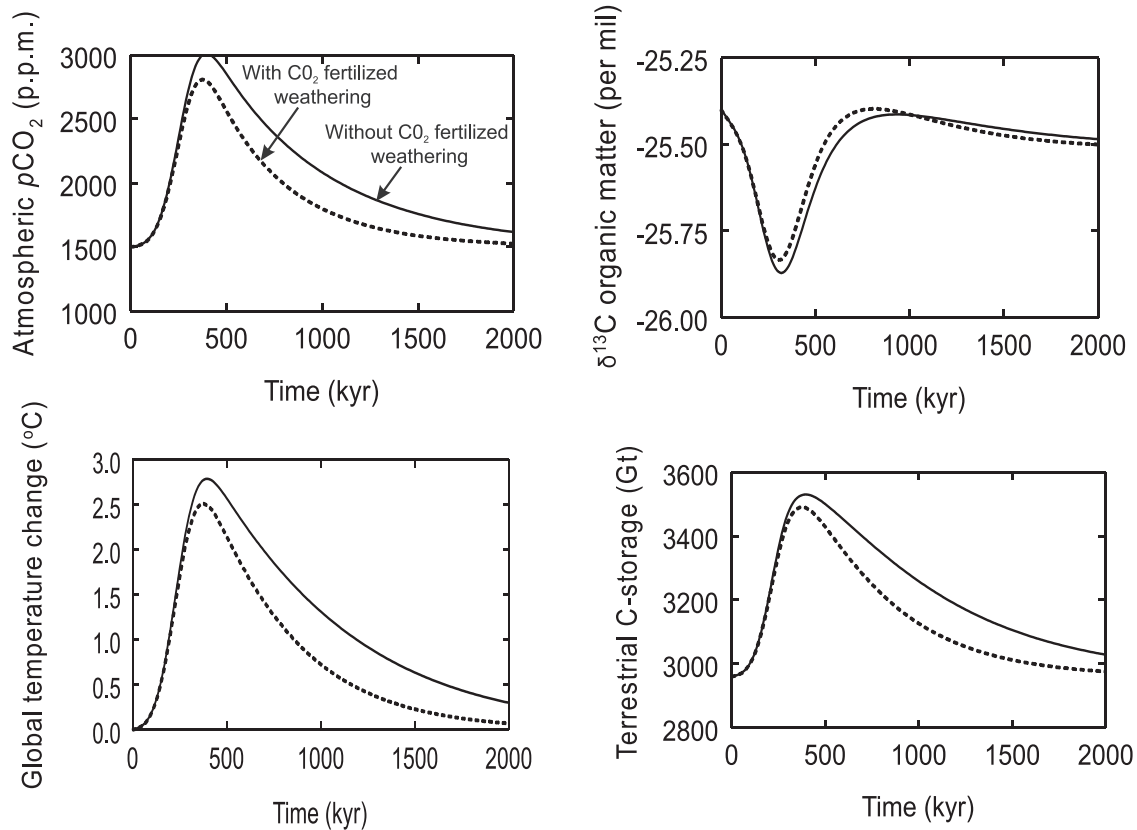 Atmospheric pCO₂ (p.p.m.)
3000
2500
2000
1500
1000
With C0₂ fertilized
weathering
Without C0₂ fertilized
weathering
0 500 1000 1500 2000
Time (kyr)
δ¹³C organic matter (per mil)
-25.25
-25.50
-25.75
-26.00
0 500 1000 1500 2000
Time (kyr)
Global temperature change (°C)
3.0
2.5
2.0
1.5
1.0
0.5
0.0
0 500 1000 1500 2000
Time (kyr)
Terrestrial C-storage (Gt)
3600
3400
3200
3000
2800
0 500 1000 1500 2000
Time (kyr)